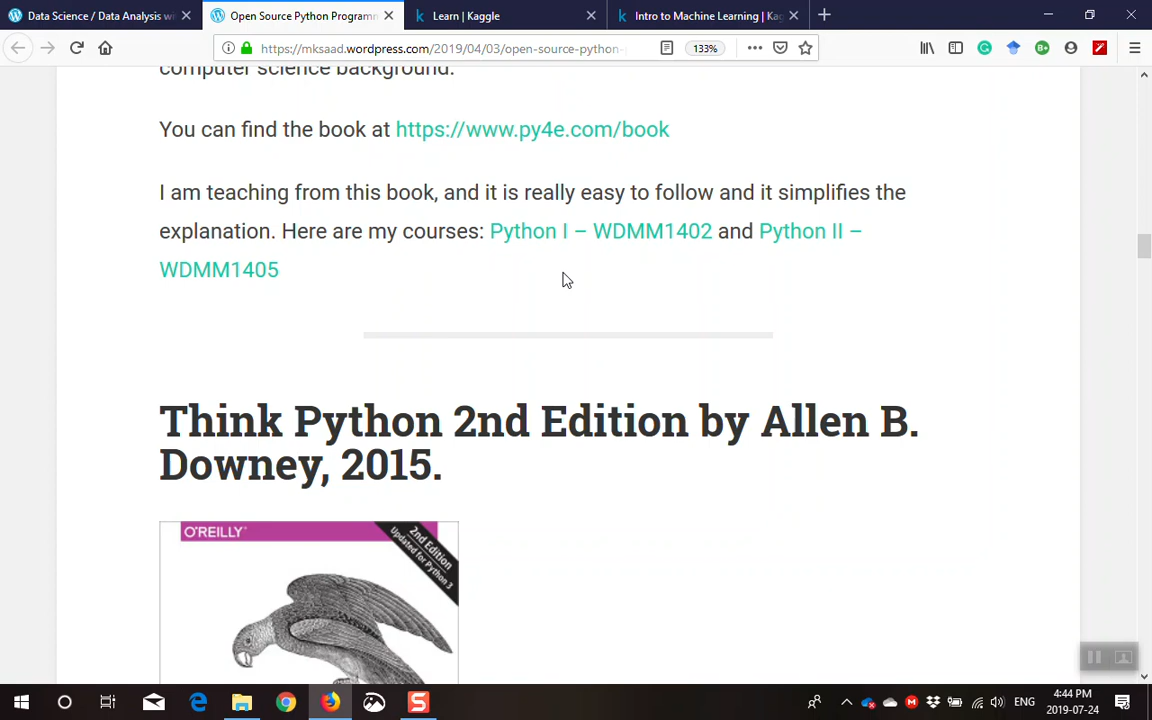 Data Science / Data Analysis wi
Open Source Python Programm
Learn | Kaggle
Intro to Machine Learning | Kag
https://mksaad.wordpress.com/2019/04/03/open-source-python-
133%
computer science background.
You can find the book at https://www.py4e.com/book
I am teaching from this book, and it is really easy to follow and it simplifies the
explanation. Here are my courses: Python I – WDMM1402 and Python II –
WDMM1405
Think Python 2nd Edition by Allen B.
Downey, 2015.
O'REILLY®
2nd Edition
Updated for Python 3
ENG
4:44 PM
2019-07-24